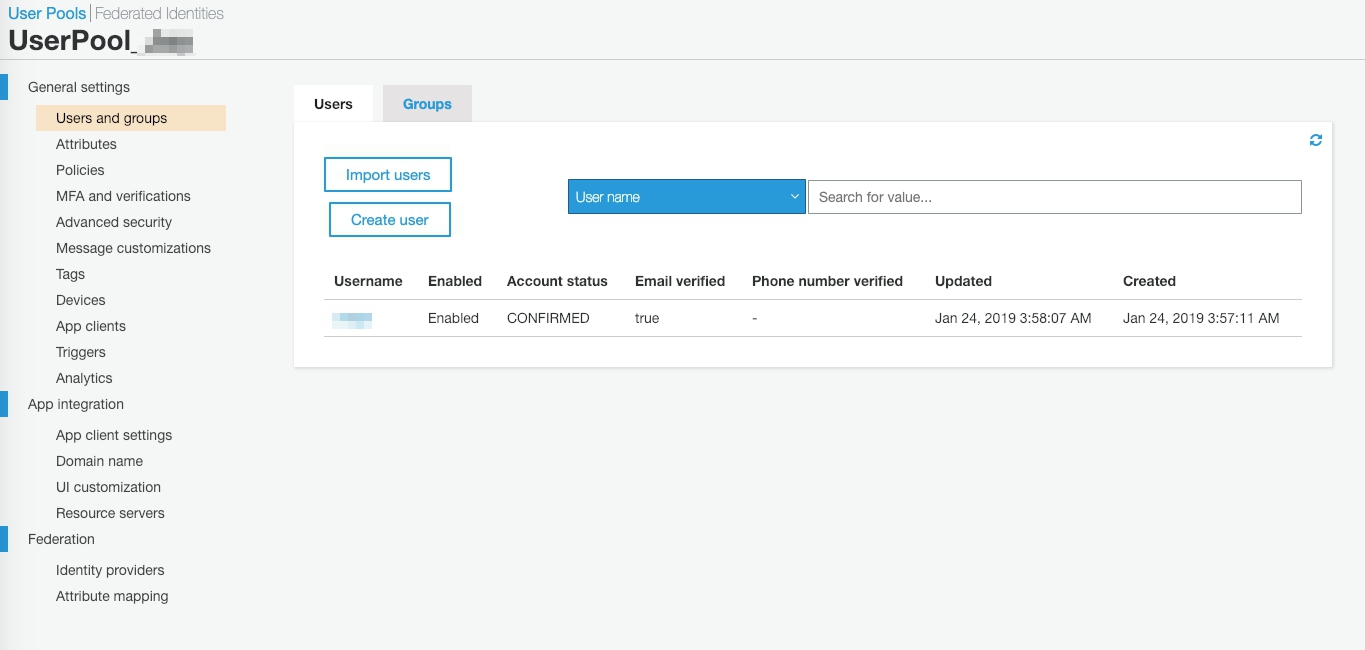 User Pools | Federated Identities
UserPool_
General settings
Users and groups
Attributes
Policies
MFA and verifications
Advanced security
Message customizations
Tags
Devices
App clients
Triggers
Analytics
App integration
App client settings
Domain name
UI customization
Resource servers
Federation
Identity providers
Attribute mapping
Users Groups
Import users
Create user
User name Search for value...
Username Enabled Account status Email verified Phone number verified Updated Created
Enabled CONFIRMED true - Jan 24, 2019 3:58:07 AM Jan 24, 2019 3:57:11 AM